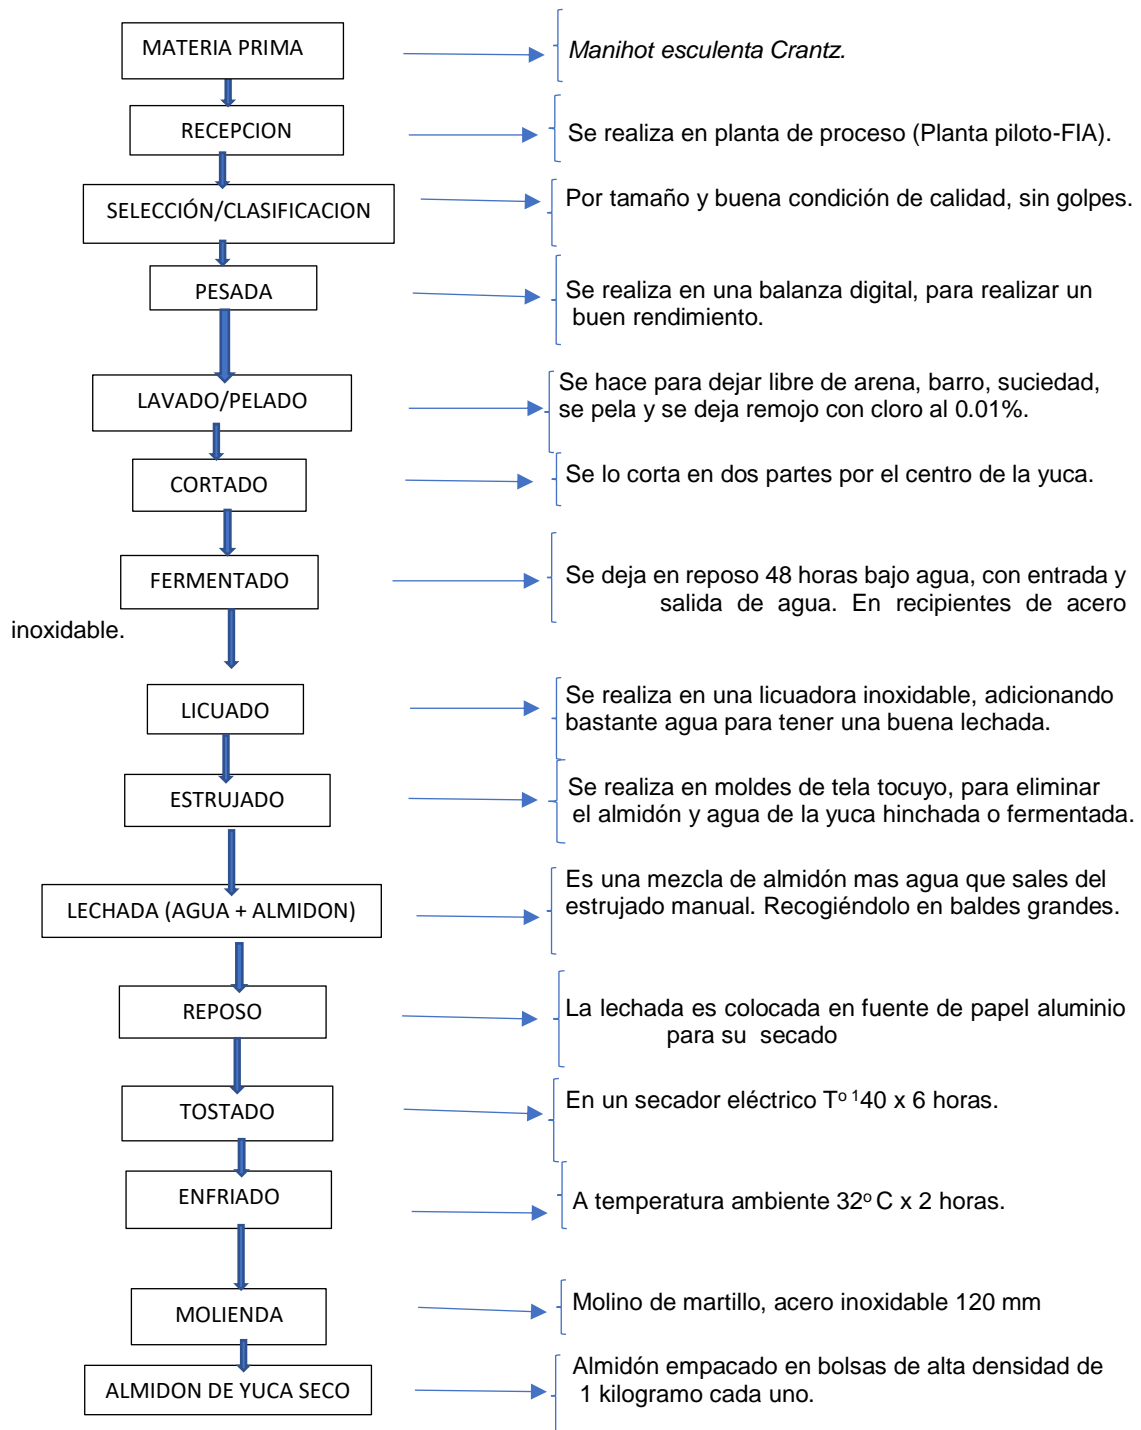 MATERIA PRIMA
Manihot esculenta Crantz.
RECEPCION
Se realiza en planta de proceso (Planta piloto-FIA).
SELECCIÓN/CLASIFICACION
Por tamaño y buena condición de calidad, sin golpes.
PESADA
Se realiza en una balanza digital, para realizar un
buen rendimiento.
LAVADO/PELADO
Se hace para dejar libre de arena, barro, suciedad,
se pela y se deja remojo con cloro al 0.01%.
CORTADO
Se lo corta en dos partes por el centro de la yuca.
FERMENTADO
Se deja en reposo 48 horas bajo agua, con entrada y
salida de agua. En recipientes de acero
inoxidable.
LICUADO
Se realiza en una licuadora inoxidable, adicionando
bastante agua para tener una buena lechada.
ESTRUJADO
Se realiza en moldes de tela tocuyo, para eliminar
el almidón y agua de la yuca hinchada o fermentada.
LECHADA (AGUA + ALMIDON)
Es una mezcla de almidón mas agua que sales del
estrujado manual. Recogiéndolo en baldes grandes.
REPOSO
La lechada es colocada en fuente de papel aluminio
para su secado
TOSTADO
En un secador eléctrico Tº ¹40 x 6 horas.
ENFRIADO
A temperatura ambiente 32º C x 2 horas.
MOLIENDA
Molino de martillo, acero inoxidable 120 mm
ALMIDON DE YUCA SECO
Almidón empacado en bolsas de alta densidad de
1 kilogramo cada uno.